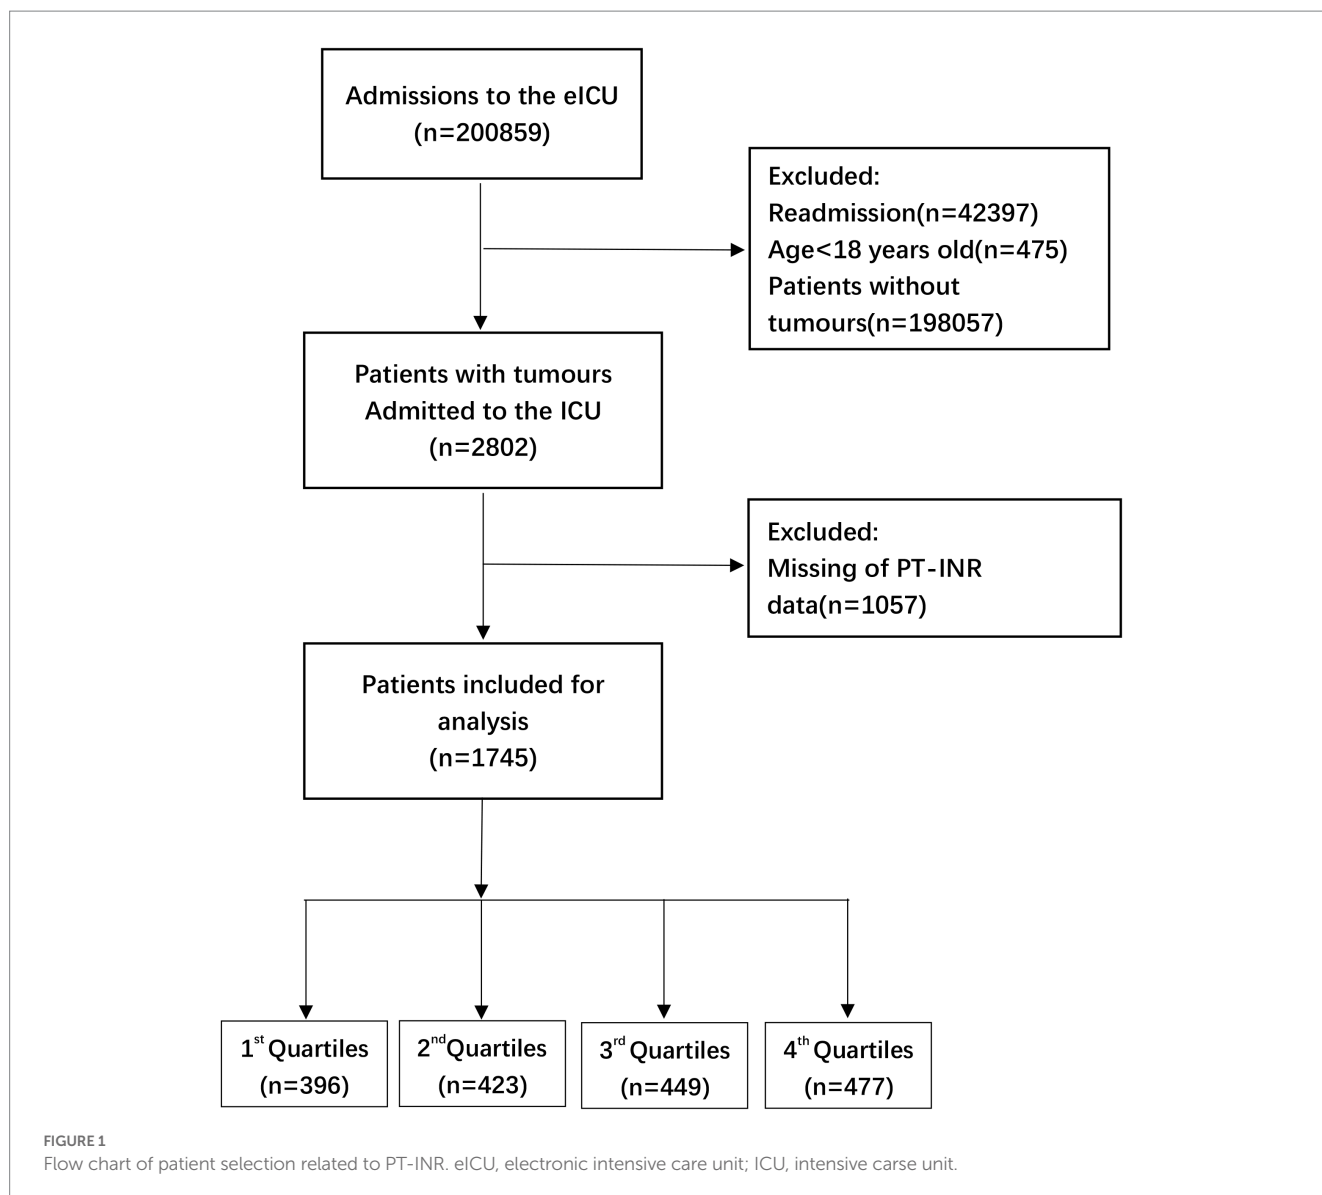 Admissions to the eICU
(n=200859)
Excluded:
Readmission(n=42397)
Age<18 years old(n=475)
Patients without
tumours(n=198057)
Patients with tumours
Admitted to the ICU
(n=2802)
Excluded:
Missing of PT-INR
data(n=1057)
Patients included for
analysis
(n=1745)
1st Quartiles
(n=396)
2nd Quartiles
(n=423)
3rd Quartiles
(n=449)
4th Quartiles
(n=477)
FIGURE 1
Flow chart of patient selection related to PT-INR. eICU, electronic intensive care unit; ICU, intensive carse unit.